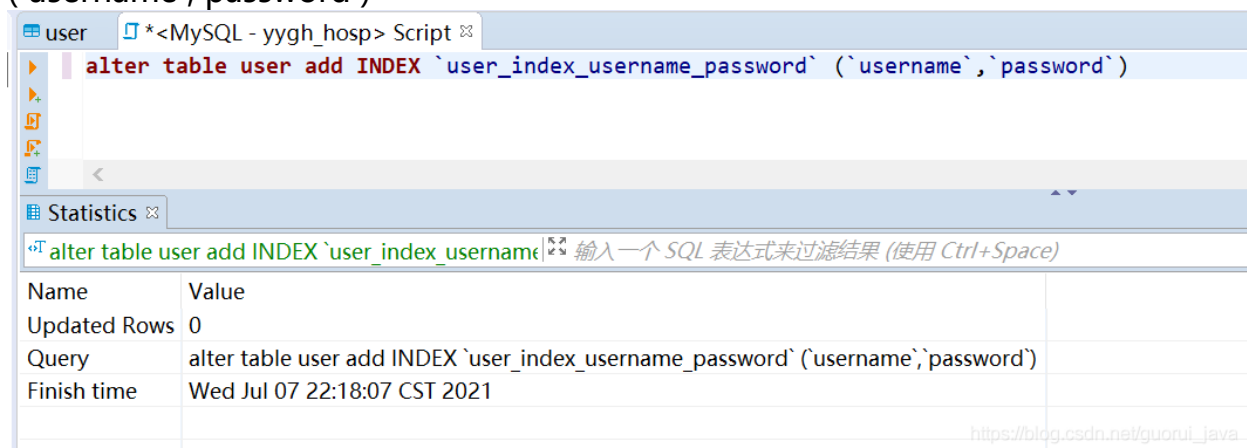 (`username`,`password`)
user *<MySQL - yygh_hosp> Script
alter table user add INDEX `user_index_username_password` (`username`,`password`)
Statistics
alter table user add INDEX `user_index_username 输入一个 SQL 表达式来过滤结果 (使用 Ctrl+Space)
Name Value
Updated Rows 0
Query alter table user add INDEX `user_index_username_password` (`username`,`password`)
Finish time Wed Jul 07 22:18:07 CST 2021
https://blog.csdn.net/guorui_java